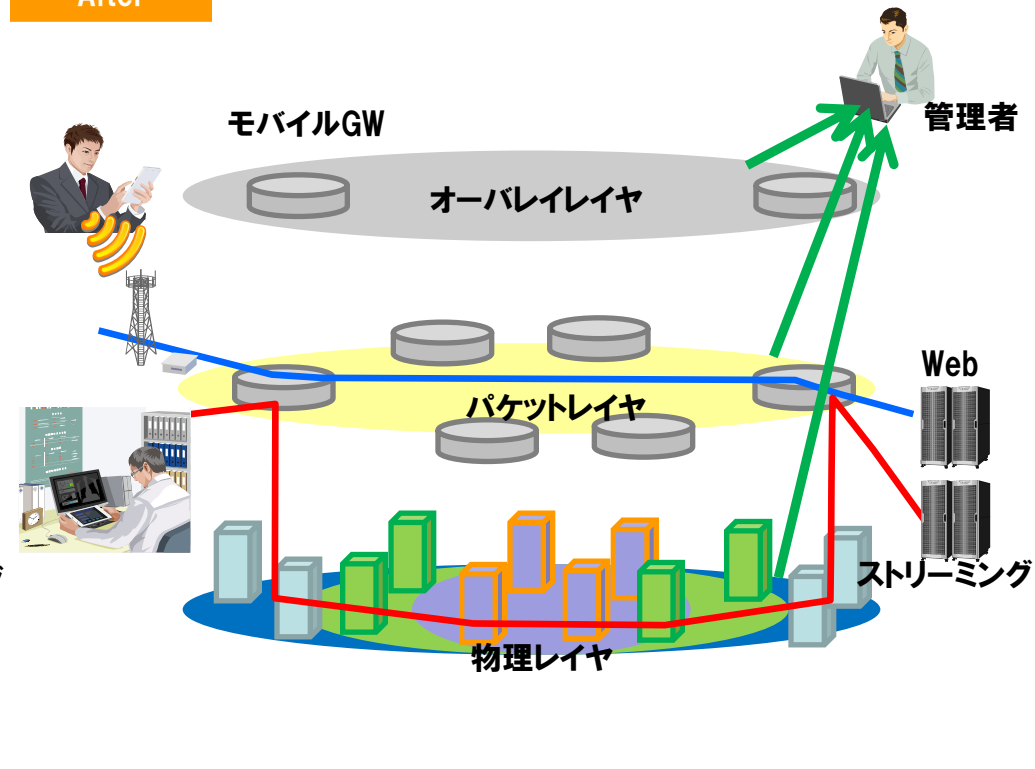 After
モバイルGW
管理者
オーバレイレイヤ
Web
パケットレイヤ
ストリーミング
物理レイヤ